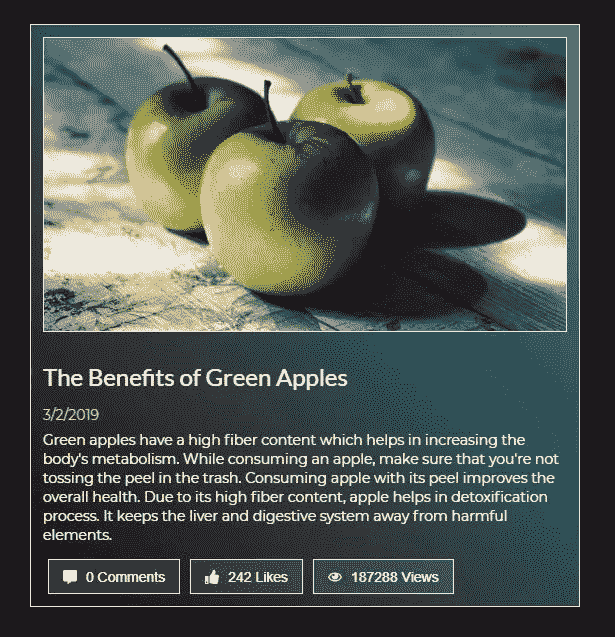 The Benefits of Green Apples
3/2/2019
Green apples have a high fiber content which helps in increasing the
body's metabolism. While consuming an apple, make sure that you're not
tossing the peel in the trash. Consuming apple with its peel improves the
overall health. Due to its high fiber content, apple helps in detoxification
process. It keeps the liver and digestive system away from harmful
elements.
0 Comments 242 Likes 187288 Views